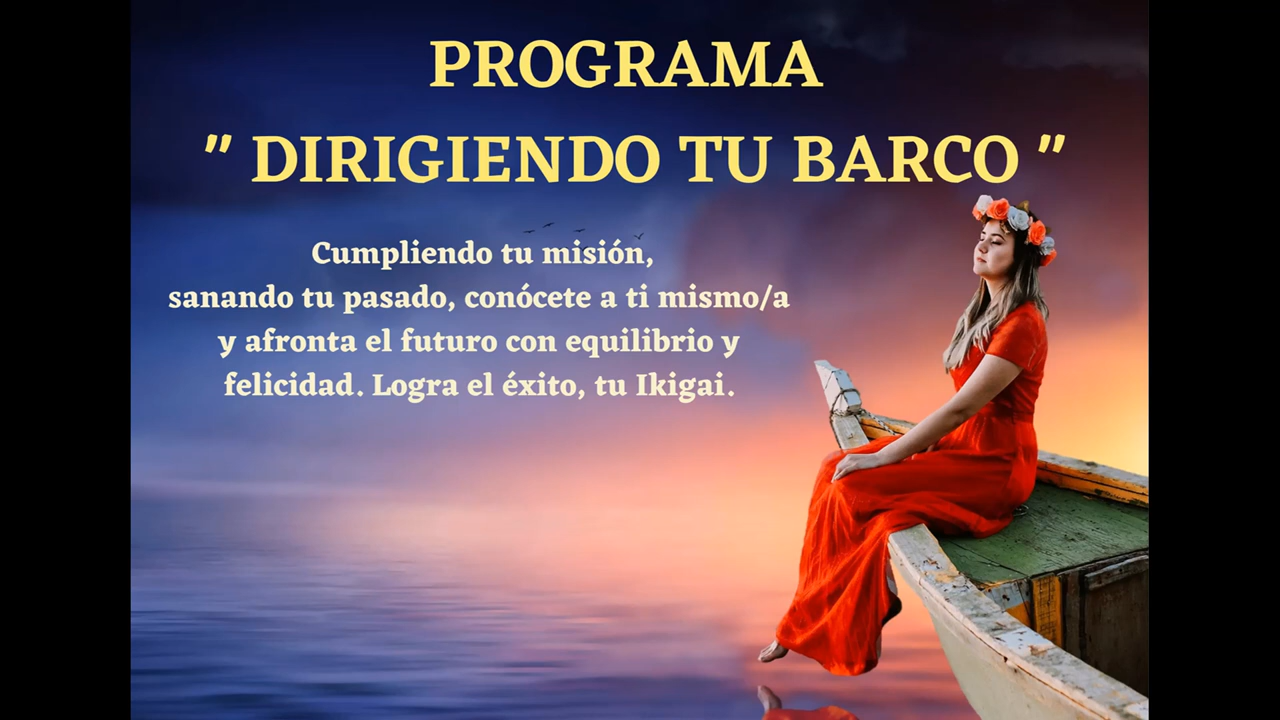 PROGRAMA
" DIRIGIENDO TU BARCO "
Cumpliendo tu misión,
sanando tu pasado, conócete a ti mismo/a
y afronta el futuro con equilibrio y
felicidad. Logra el éxito, tu Ikigai.